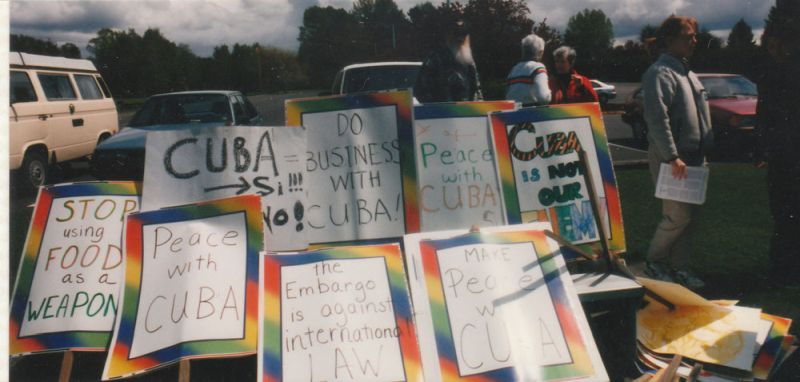 CUBA =
→ Si!!!
NO!
DO
BUSINESS
WITH
CUBA!
Peace
with
CUBA
CUBA
IS NOT
OUR
STOP
using
FOOD
as a
WEAPON
Peace
with
CUBA
the
Embargo
is against
international
LAW
MAKE
Peace
CUBA